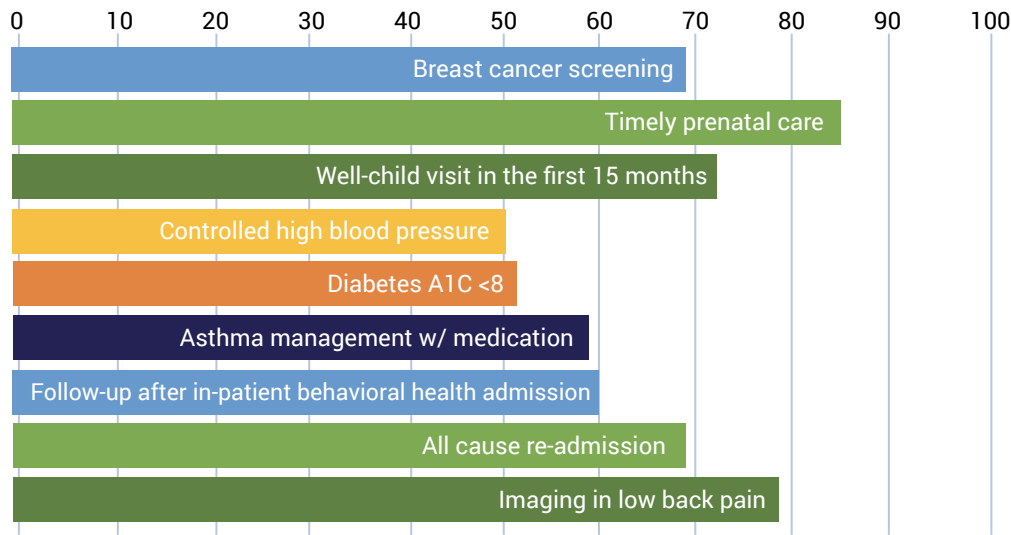 0 10 20 30 40 50 60 70 80 90 100
Breast cancer screening
Timely prenatal care
Well-child visit in the first 15 months
Controlled high blood pressure
Diabetes A1C <8
Asthma management w/ medication
Follow-up after in-patient behavioral health admission
All cause re-admission
Imaging in low back pain